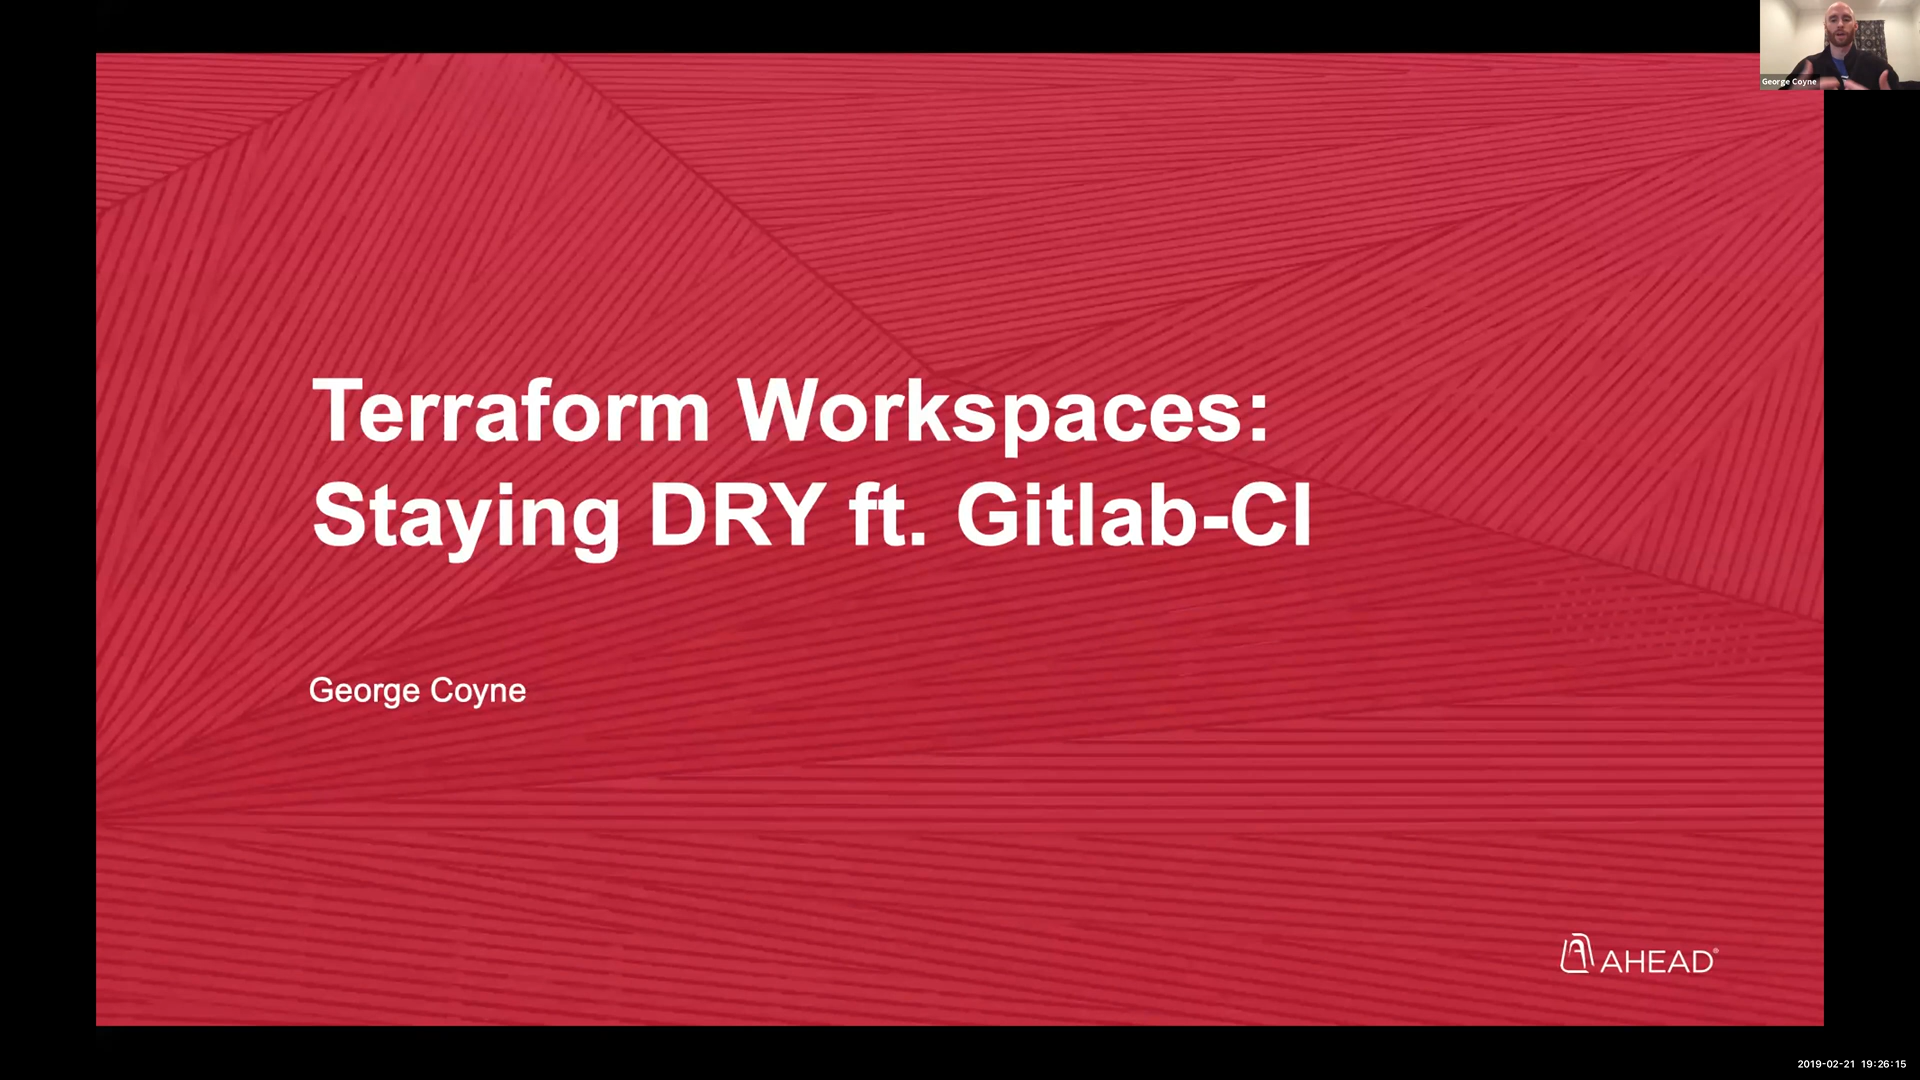 George Coyne
Terraform Workspaces:
Staying DRY ft. Gitlab-CI
George Coyne
AHEAD®
2019-02-21 19:26:15